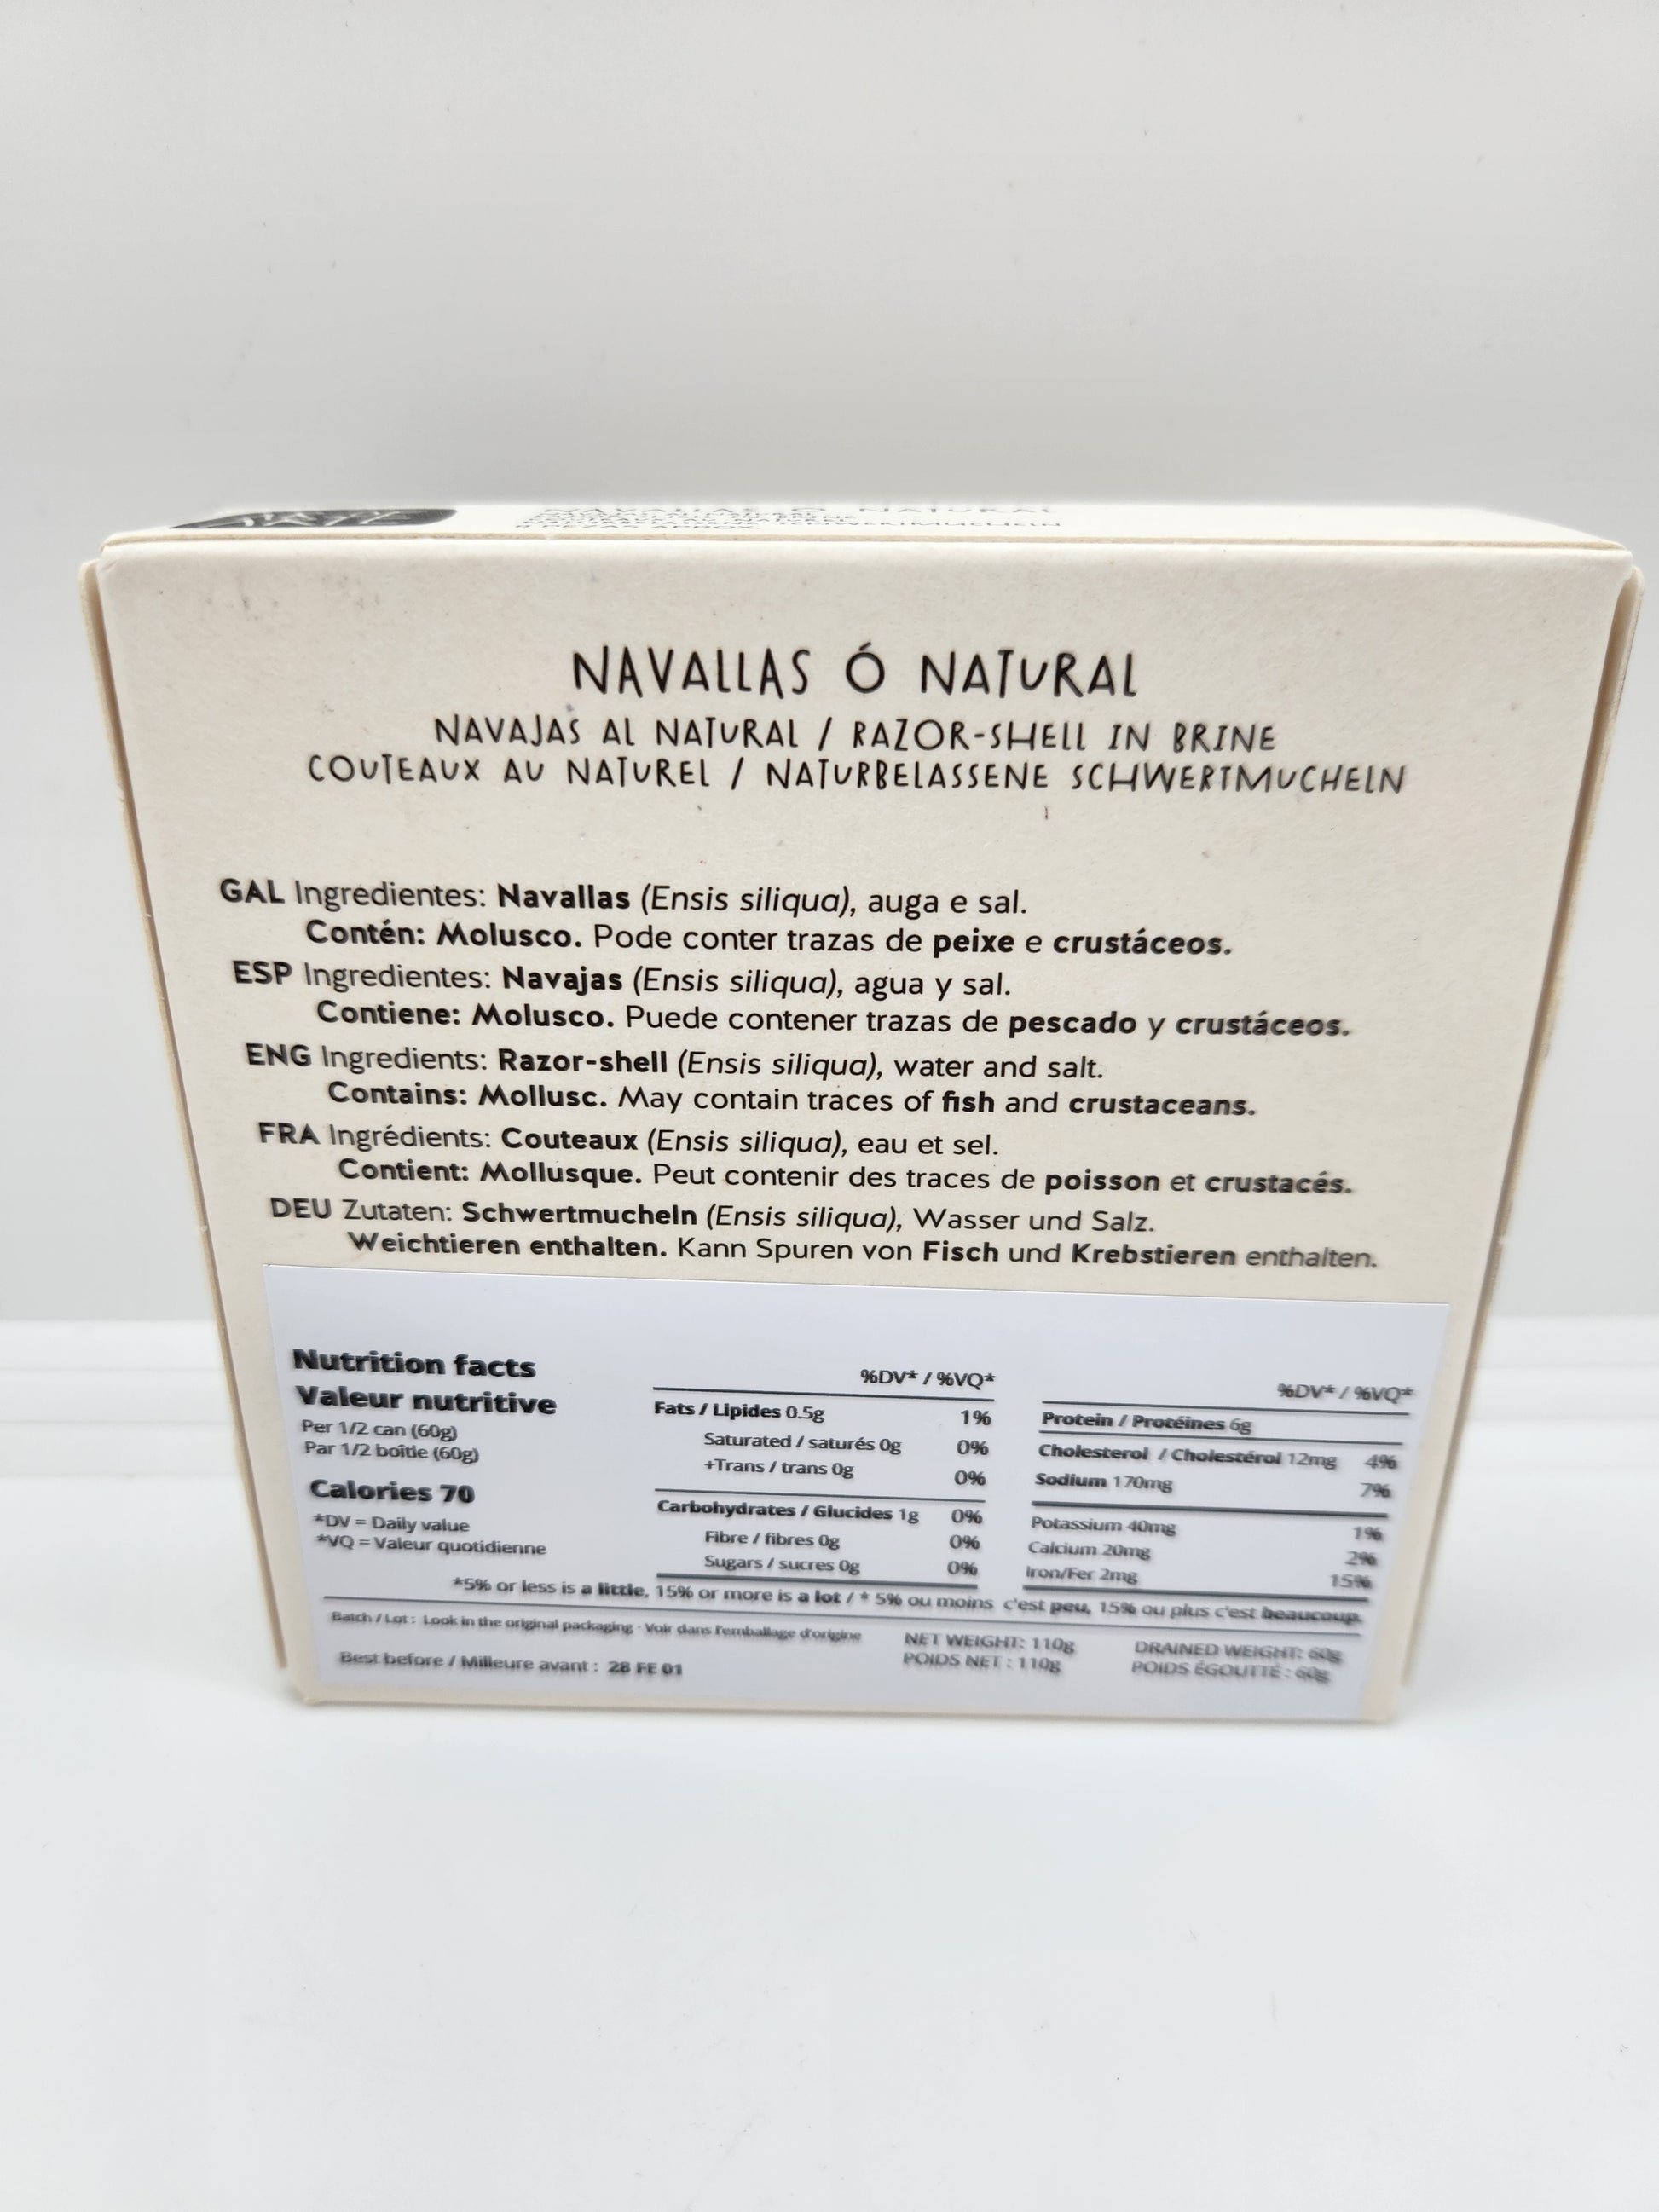 NAVALLAS Ó NATURAL
NAVAJAS AL NATURAL / RAZOR-SHELL IN BRINE
COUTEAUX AU NATUREL / NATURBELASSENE SCHWERTMUCHELN
GAL Ingredientes: Navallas (Ensis siliqua), auga e sal.
Contén: Molusco. Pode conter trazas de peixe e crustáceos.
ESP Ingredientes: Navajas (Ensis siliqua), agua y sal.
Contiene: Molusco. Puede contener trazas de pescado y crustáceos.
ENG Ingredients: Razor-shell (Ensis siliqua), water and salt.
Contains: Mollusc. May contain traces of fish and crustaceans.
FRA Ingrédients: Couteaux (Ensis siliqua), eau et sel.
Contient: Mollusque. Peut contenir des traces de poisson et crustacés.
DEU Zutaten: Schwertmucheln (Ensis siliqua), Wasser und Salz.
Weichtieren enthalten. Kann Spuren von Fisch und Krebstieren enthalten.
Nutrition facts
Valeur nutritive
Per 1/2 can (60g)
Par 1/2 boîtle (60g)
Calories 70
*DV = Daily value
*VQ = Valeur quotidienne
%DV* / %VQ*
Fats / Lipides 0.5g 1%
Saturated / saturés 0g 0%
+Trans / trans 0g 0%
Carbohydrates / Glucides 1g 0%
Fibre / fibres 0g 0%
Sugars / sucres 0g 0%
%DV* / %VQ*
Protein / Protéines 6g
Cholesterol / Cholestérol 12mg 4%
Sodium 170mg 7%
Potassium 40mg 1%
Calcium 20mg 2%
Iron/Fer 2mg 15%
*5% or less is a little, 15% or more is a lot / * 5% ou moins c'est peu, 15% ou plus c'est beaucoup.
Batch / Lot : Look in the original packaging · Voir dans l'emballage d'origine
Best before / Milleure avant : 28 FE 01
NET WEIGHT: 110g
POIDS NET : 110g
DRAINED WEIGHT: 60g
POIDS ÉGOUTTÉ : 60g